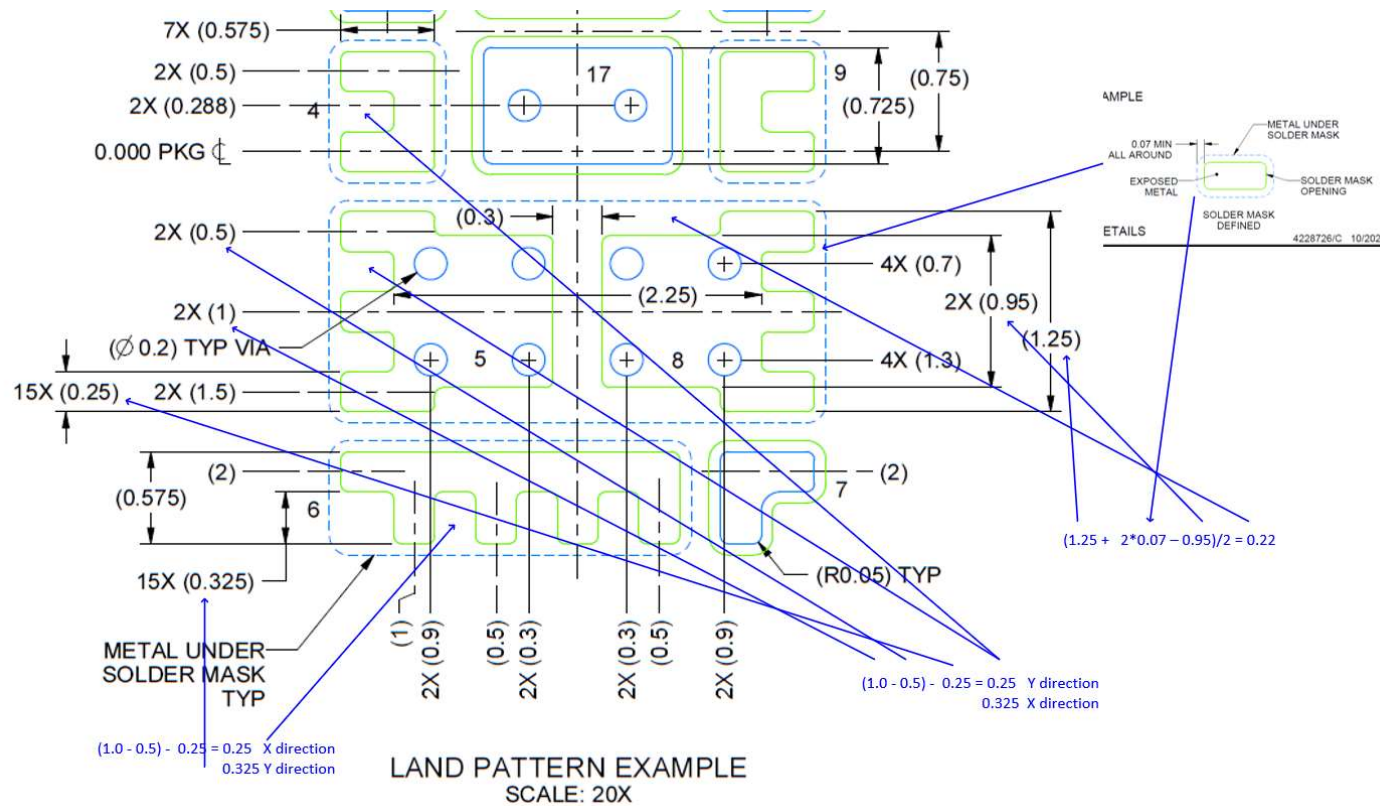 7X (0.575)
2X (0.5)
17
9
(0.75)
2X (0.288)
4
(0.725)
0.000 PKG ℄
AMPLE
METAL UNDER
SOLDER MASK
0.07 MIN
ALL AROUND
EXPOSED
METAL
SOLDER MASK
OPENING
SOLDER MASK
DEFINED
ETAILS
4228726/C 10/202
(0.3)
2X (0.5)
4X (0.7)
(2.25)
2X (0.95)
2X (1)
(1.25)
(Ø 0.2) TYP VIA
5
8
4X (1.3)
15X (0.25)
2X (1.5)
(2)
(2)
(0.575)
6
7
(1.25 + 2*0.07 – 0.95)/2 = 0.22
15X (0.325)
(R0.05) TYP
(1)
2X (0.9)
(0.5)
2X (0.3)
2X (0.3)
(0.5)
2X (0.9)
METAL UNDER
SOLDER MASK
TYP
(1.0 - 0.5) - 0.25 = 0.25 Y direction
0.325 X direction
(1.0 - 0.5) - 0.25 = 0.25 X direction
0.325 Y direction
LAND PATTERN EXAMPLE
SCALE: 20X